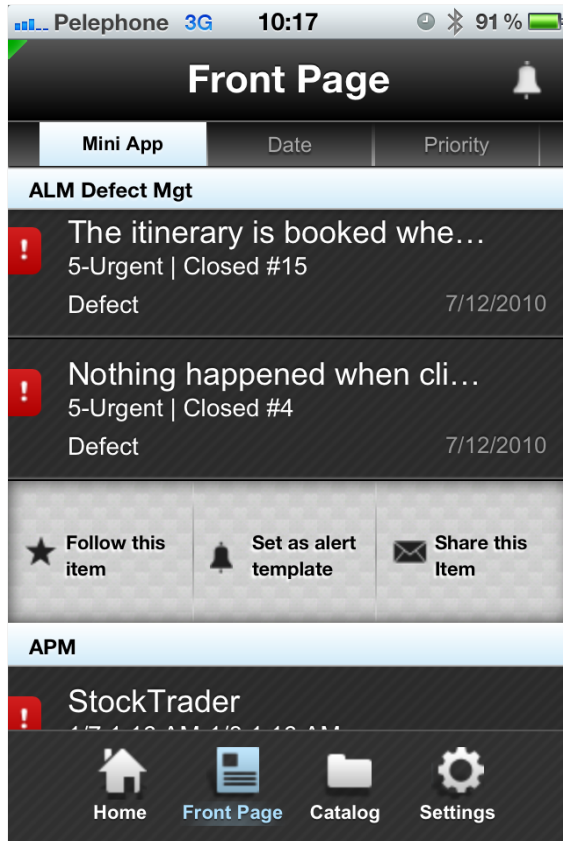 Pelephone 3G 10:17 91 %
Front Page
Mini App Date Priority
ALM Defect Mgt
The itinerary is booked whe…
5-Urgent | Closed #15
Defect 7/12/2010
Nothing happened when cli…
5-Urgent | Closed #4
Defect 7/12/2010
Follow this Set as alert Share this
item template Item
APM
StockTrader
Home Front Page Catalog Settings